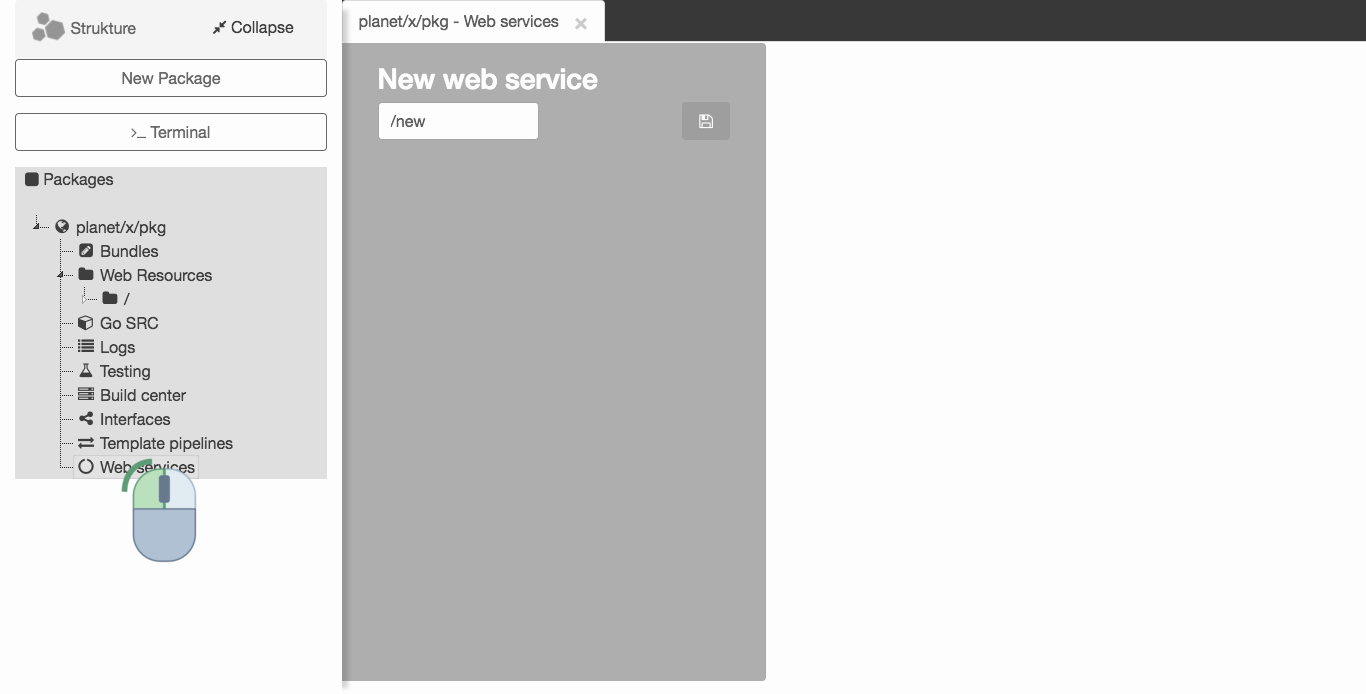 Strukture
Collapse
New Package
>_ Terminal
Packages
planet/x/pkg
Bundles
Web Resources
/
Go SRC
Logs
Testing
Build center
Interfaces
Template pipelines
Web services
planet/x/pkg - Web services ×
New web service
/new